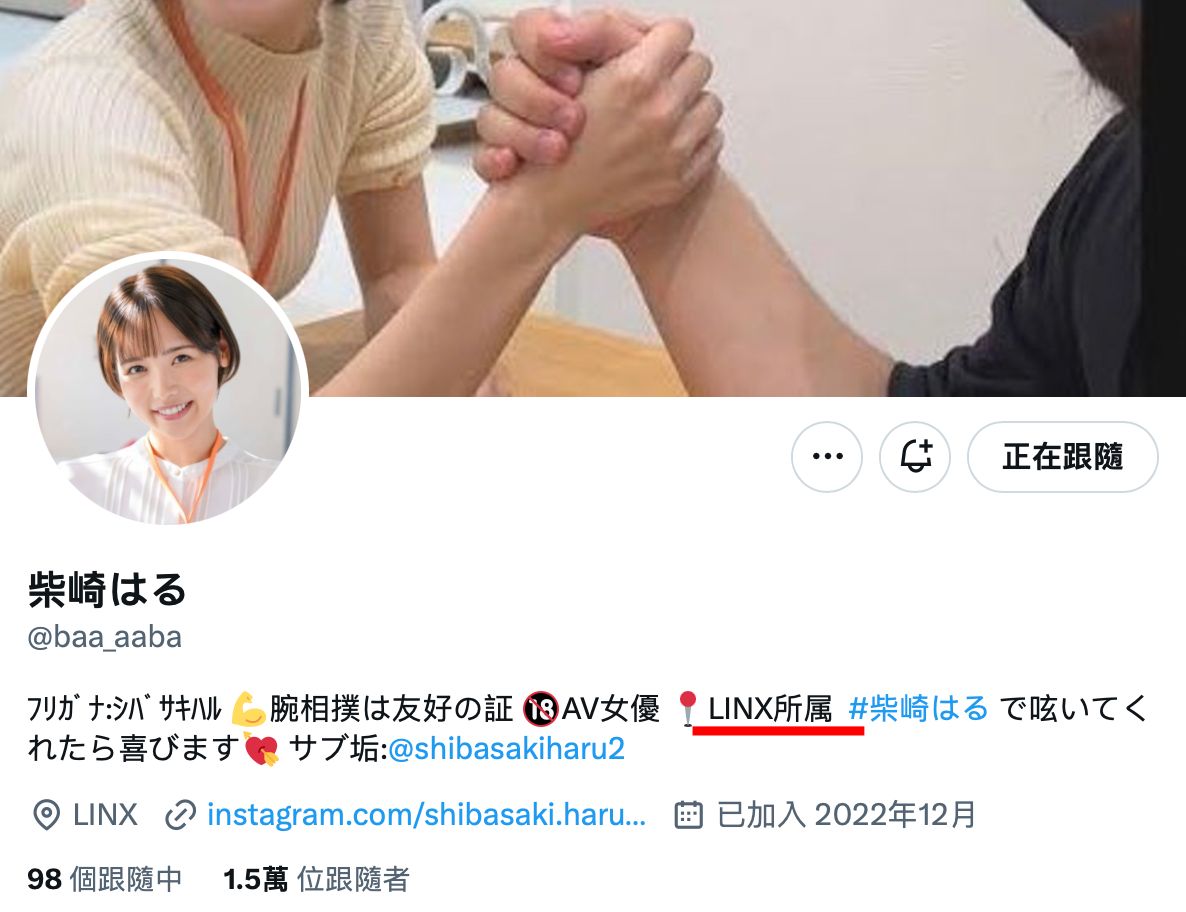 正在跟隨
柴崎はる
@baa_aaba
ﾌﾘｶﾞﾅ:ｼﾊﾞｻｷﾊﾙ 💪腕相撲は友好の証 🔞AV女優 📍LINX所属 #柴崎はる で呟いてく
れたら喜びます💘 サブ垢:@shibasakiharu2
LINX instagram.com/shibasaki.haru... 已加入 2022年12月
98 個跟隨中 1.5萬 位跟隨者